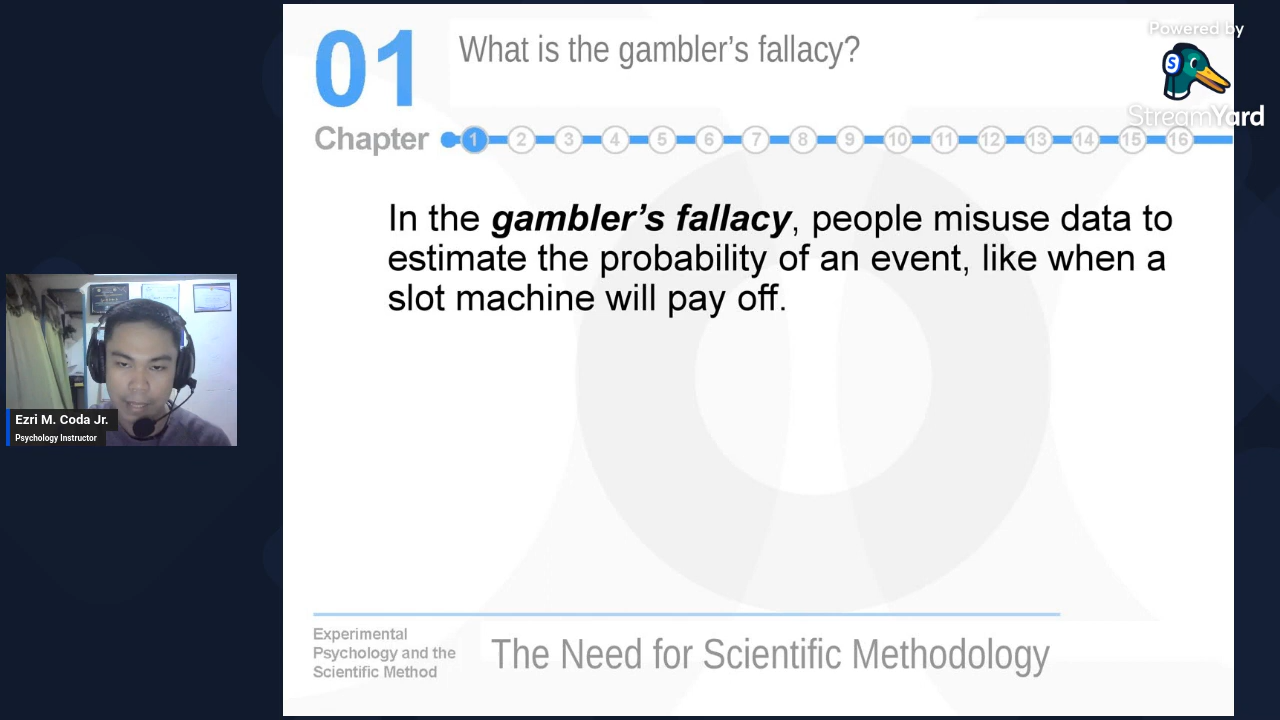 01
What is the gambler’s fallacy?
Powered by
S
StreamYard
Chapter 1 2 3 4 5 6 7 8 9 10 11 12 13 14 15 16
In the gambler’s fallacy, people misuse data to
estimate the probability of an event, like when a
slot machine will pay off.
Ezri M. Coda Jr.
Psychology Instructor
Experimental
Psychology and the
Scientific Method
The Need for Scientific Methodology